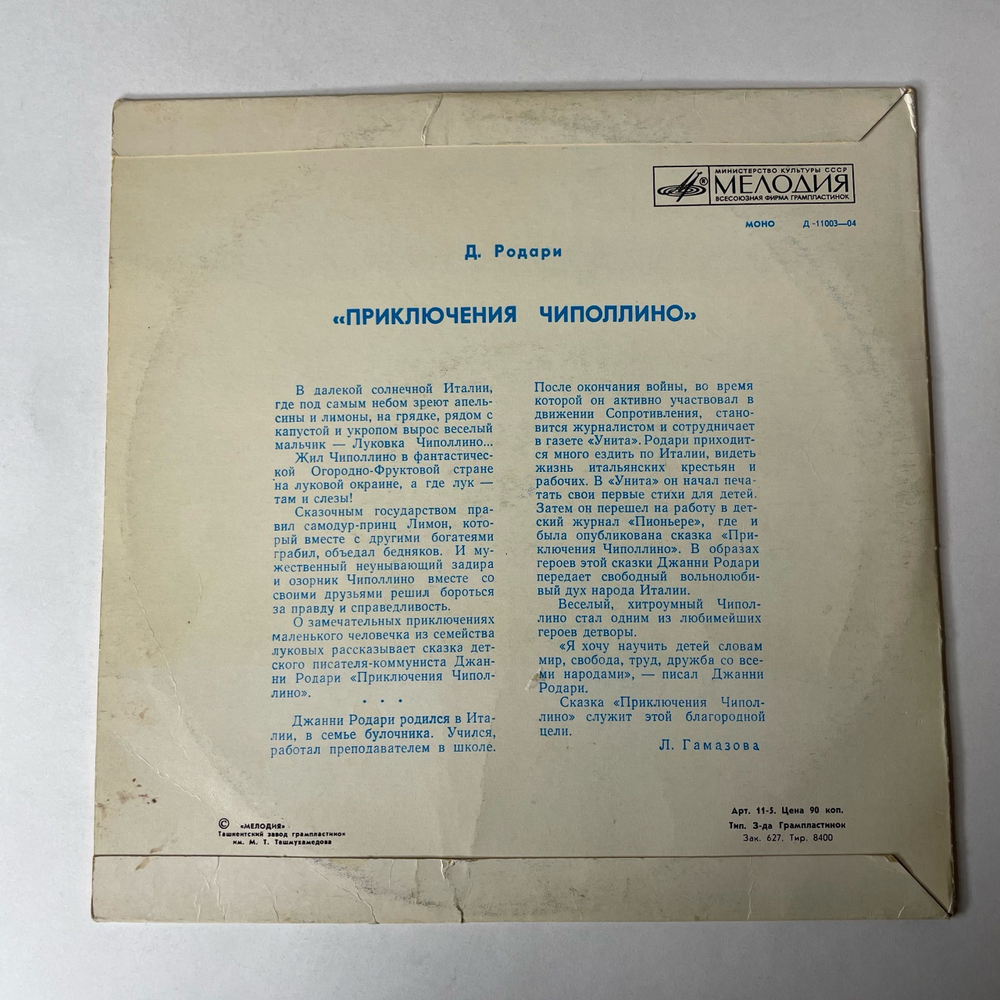 МИНИСТЕРСТВО КУЛЬТУРЫ СССР
® МЕЛОДИЯ
ВСЕСОЮЗНАЯ ФИРМА ГРАМПЛАСТИНОК
МОНО Д-11003—04
Д. Родари
«ПРИКЛЮЧЕНИЯ ЧИПОЛЛИНО»
В далекой солнечной Италии,
где под самым небом зреют апель-
сины и лимоны, на грядке, рядом с
капустой и укропом вырос веселый
мальчик — Луковка Чиполлино...
Жил Чиполлино в фантастичес-
кой Огородно-Фруктовой стране
на луковой окраине, а где лук —
там и слезы!
Сказочным государством пра-
вил самодур-принц Лимон, кото-
рый вместе с другими богатеями
грабил, объедал бедняков. И му-
жественный неунывающий задира
и озорник Чиполлино вместе со
своими друзьями решил бороться
за правду и справедливость.
О замечательных приключениях
маленького человечка из семейства
луковых рассказывает сказка дет-
ского писателя-коммуниста Джан-
ни Родари «Приключения Чипол-
лино».
• • •
Джанни Родари родился в Ита-
лии, в семье булочника. Учился,
работал преподавателем в школе.
После окончания войны, во время
которой он активно участвовал в
движении Сопротивления, стано-
вится журналистом и сотрудничает
в газете «Унита». Родари приходит-
ся много ездить по Италии, видеть
жизнь итальянских крестьян и
рабочих. В «Унита» он начал печа-
тать свои первые стихи для детей.
Затем он перешел на работу в дет-
ский журнал «Пионьере», где и
была опубликована сказка «При-
ключения Чиполлино». В образах
героев этой сказки Джанни Родари
передает свободный вольнолюби-
вый дух народа Италии.
Веселый, хитроумный Чипол-
лино стал одним из любимейших
героев детворы.
«Я хочу научить детей словам
мир, свобода, труд, дружба со все-
ми народами», — писал Джанни
Родари.
Сказка «Приключения Чипол-
лино» служит этой благородной
цели.
Л. Гамазова
© «МЕЛОДИЯ»
Ташкентский завод грампластинок
им. М. Т. Ташмухамедова
Арт. 11-5. Цена 90 коп.
Тип. З-да Грампластинок
Зак. 627. Тир. 8400